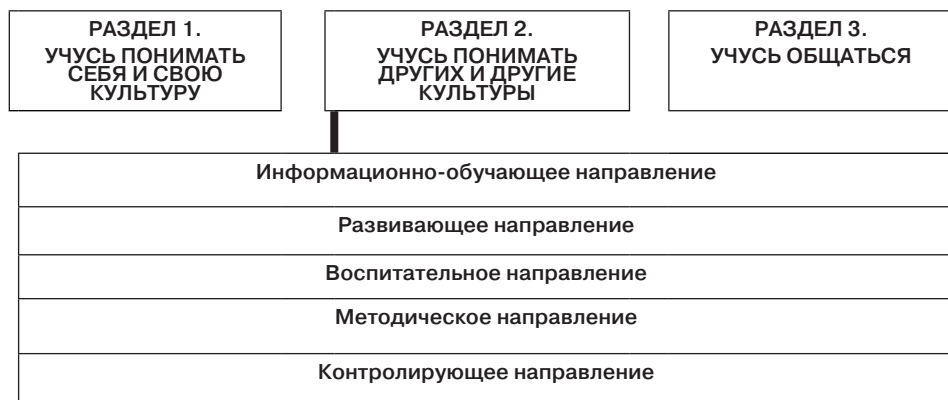 РАЗДЕЛ 1.
УЧУСЬ ПОНИМАТЬ
СЕБЯ И СВОЮ
КУЛЬТУРУ
РАЗДЕЛ 2.
УЧУСЬ ПОНИМАТЬ
ДРУГИХ И ДРУГИЕ
КУЛЬТУРЫ
РАЗДЕЛ 3.
УЧУСЬ ОБЩАТЬСЯ
Информационно-обучающее направление
Развивающее направление
Воспитательное направление
Методическое направление
Контролирующее направление